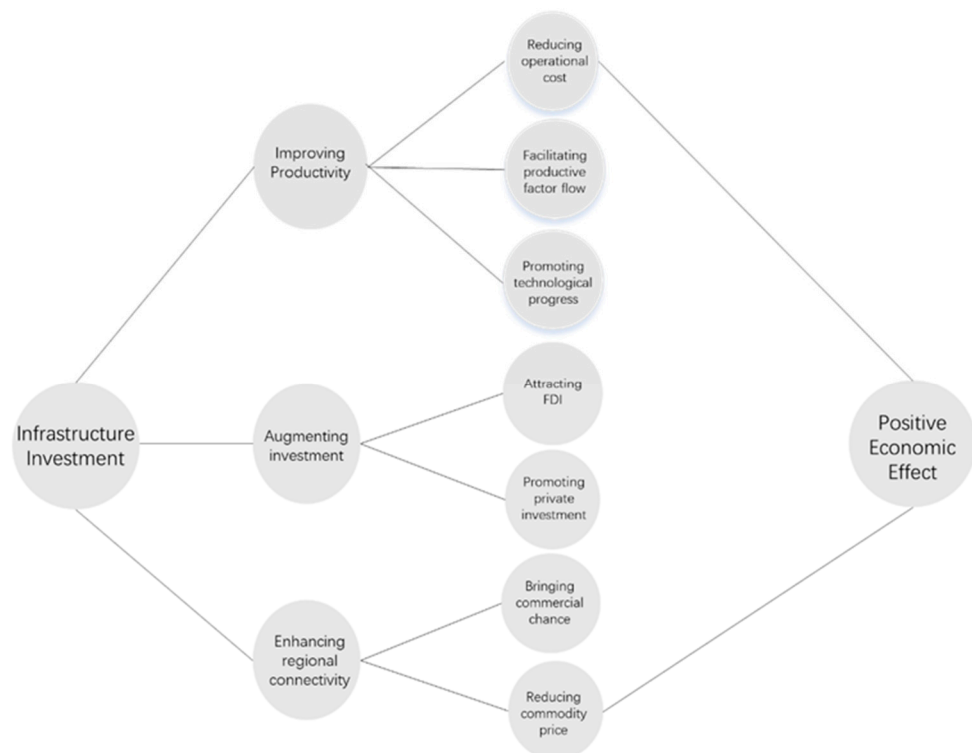 Infrastructure
Investment
Improving
Productivity
Augmenting
investment
Enhancing
regional
connectivity
Reducing
operational
cost
Facilitating
productive
factor flow
Promoting
technological
progress
Attracting
FDI
Promoting
private
investment
Bringing
commercial
chance
Reducing
commodity
price
Positive
Economic
Effect